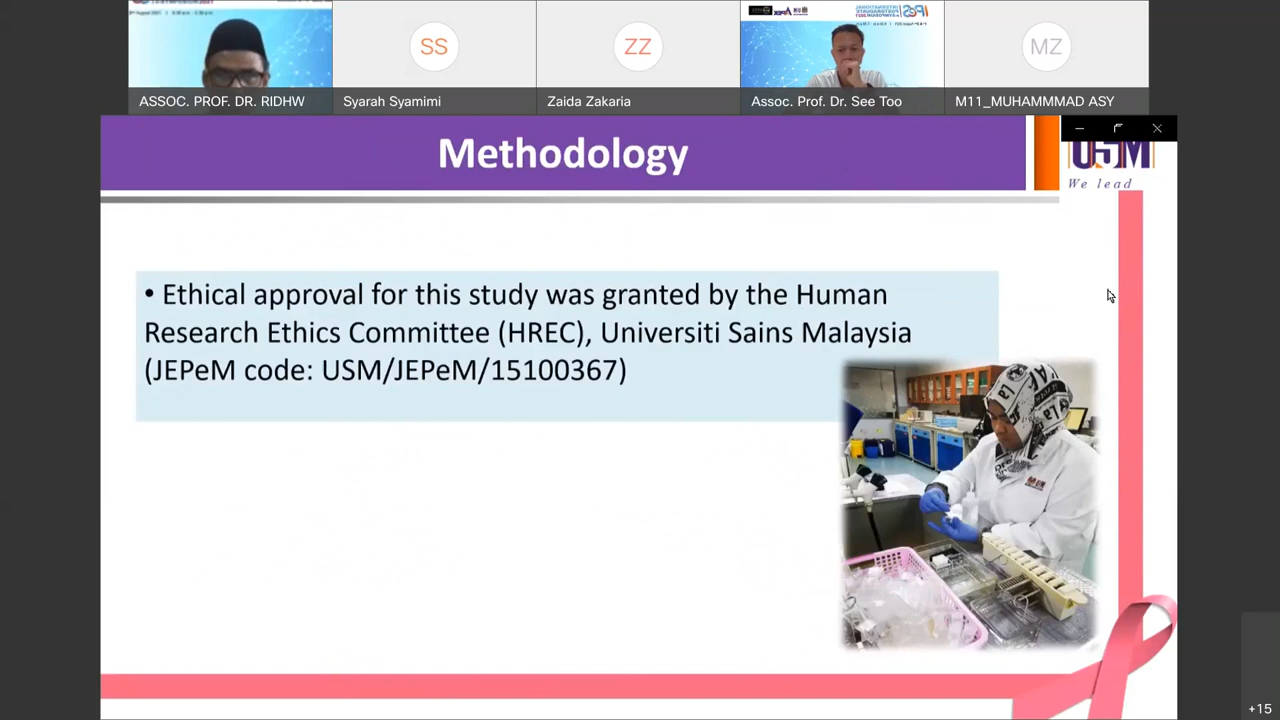 SS
ZZ
MZ
ASSOC. PROF. DR. RIDHW
Syarah Syamimi
Zaida Zakaria
Assoc. Prof. Dr. See Too
M11_MUHAMMMAD ASY
Methodology
USM
We lead
• Ethical approval for this study was granted by the Human
Research Ethics Committee (HREC), Universiti Sains Malaysia
(JEPeM code: USM/JEPeM/15100367)
+15